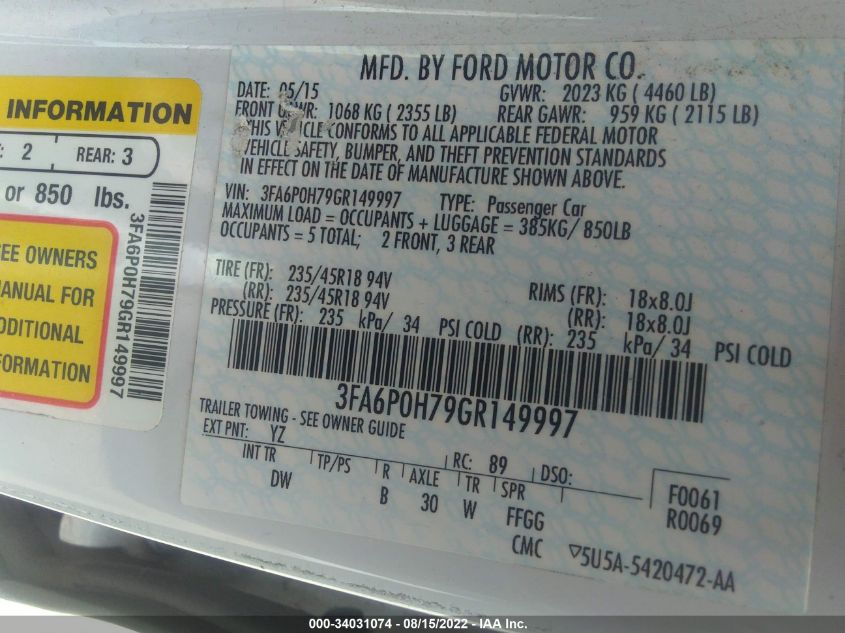 INFORMATION
: 2 REAR: 3
or 850 lbs.
SEE OWNERS
MANUAL FOR
ADDITIONAL
INFORMATION
3FA6P0H79GR149997
MFD. BY FORD MOTOR CO.
DATE: 05/15 GVWR: 2023 KG ( 4460 LB)
FRONT GAWR: 1068 KG ( 2355 LB) REAR GAWR: 959 KG ( 2115 LB)
THIS VEHICLE CONFORMS TO ALL APPLICABLE FEDERAL MOTOR
VEHICLE SAFETY, BUMPER, AND THEFT PREVENTION STANDARDS
IN EFFECT ON THE DATE OF MANUFACTURE SHOWN ABOVE.
VIN: 3FA6P0H79GR149997 TYPE: Passenger Car
MAXIMUM LOAD = OCCUPANTS + LUGGAGE = 385KG/ 850LB
OCCUPANTS = 5 TOTAL; 2 FRONT, 3 REAR
TIRE (FR): 235/45R18 94V RIMS (FR): 18x8.0J
(RR): 235/45R18 94V (RR): 18x8.0J
PRESSURE (FR): 235 kPa/ 34 PSI COLD (RR): 235 kPa/ 34 PSI COLD
3FA6P0H79GR149997
TRAILER TOWING - SEE OWNER GUIDE
EXT PNT: YZ RC: 89 DSO:
INT TR TP/PS R AXLE TR SPR
DW B 30 W FFGG
CMC
F0061
R0069
▽5U5A-5420472-AA
000-34031074 - 08/15/2022 - IAA Inc.